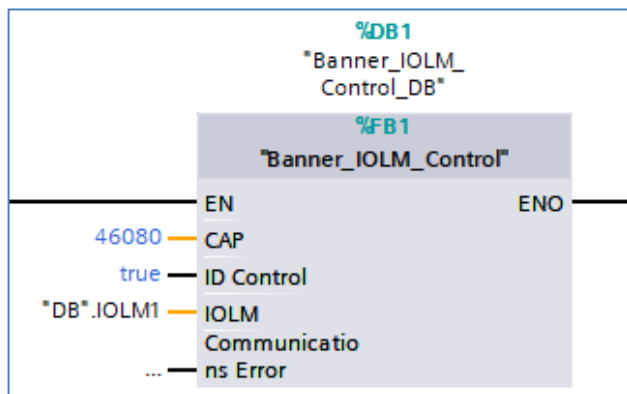 %DB1
"Banner_IOLM_
Control_DB"
%FB1
"Banner_IOLM_Control"
EN ENO
46080 CAP
true ID Control
"DB".IOLM1 IOLM
Communicatio
... ns Error